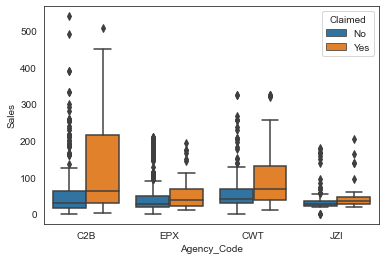 Claimed
No
Yes
500
400
300
200
100
0
Sales
C2B
EPX
CWT
JZI
Agency_Code